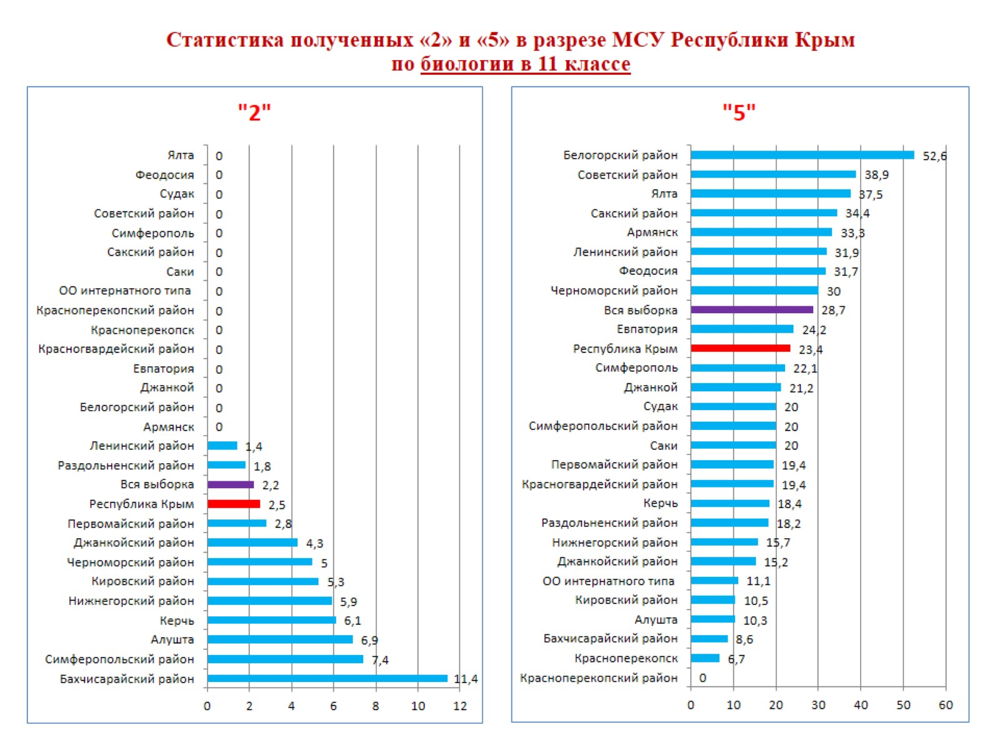 Статистика полученных «2» и «5» в разрезе МСУ Республики Крым
по биологии в 11 классе
"2"
Ялта 0
Феодосия 0
Судак 0
Советский район 0
Симферополь 0
Сакский район 0
Саки 0
ОО интернатного типа 0
Красноперекопский район 0
Красноперекопск 0
Красногвардейский район 0
Евпатория 0
Джанкой 0
Белогорский район 0
Армянск 0
Ленинский район 1,4
Раздольненский район 1,8
Вся выборка 2,2
Республика Крым 2,5
Первомайский район 2,8
Джанкойский район 4,3
Черноморский район 5
Кировский район 5,3
Нижнегорский район 5,9
Керчь 6,1
Алушта 6,9
Симферопольский район 7,4
Бахчисарайский район 11,4
0 2 4 6 8 10 12
"5"
Белогорский район 52,6
Советский район 38,9
Ялта 37,5
Сакский район 34,4
Армянск 33,3
Ленинский район 31,9
Феодосия 31,7
Черноморский район 30
Вся выборка 28,7
Евпатория 24,2
Республика Крым 23,4
Симферополь 22,1
Джанкой 21,2
Судак 20
Симферопольский район 20
Саки 20
Первомайский район 19,4
Красногвардейский район 19,4
Керчь 18,4
Раздольненский район 18,2
Нижнегорский район 15,7
Джанкойский район 15,2
ОО интернатного типа 11,1
Кировский район 10,5
Алушта 10,3
Бахчисарайский район 8,6
Красноперекопск 6,7
Красноперекопский район 0
0 10 20 30 40 50 60